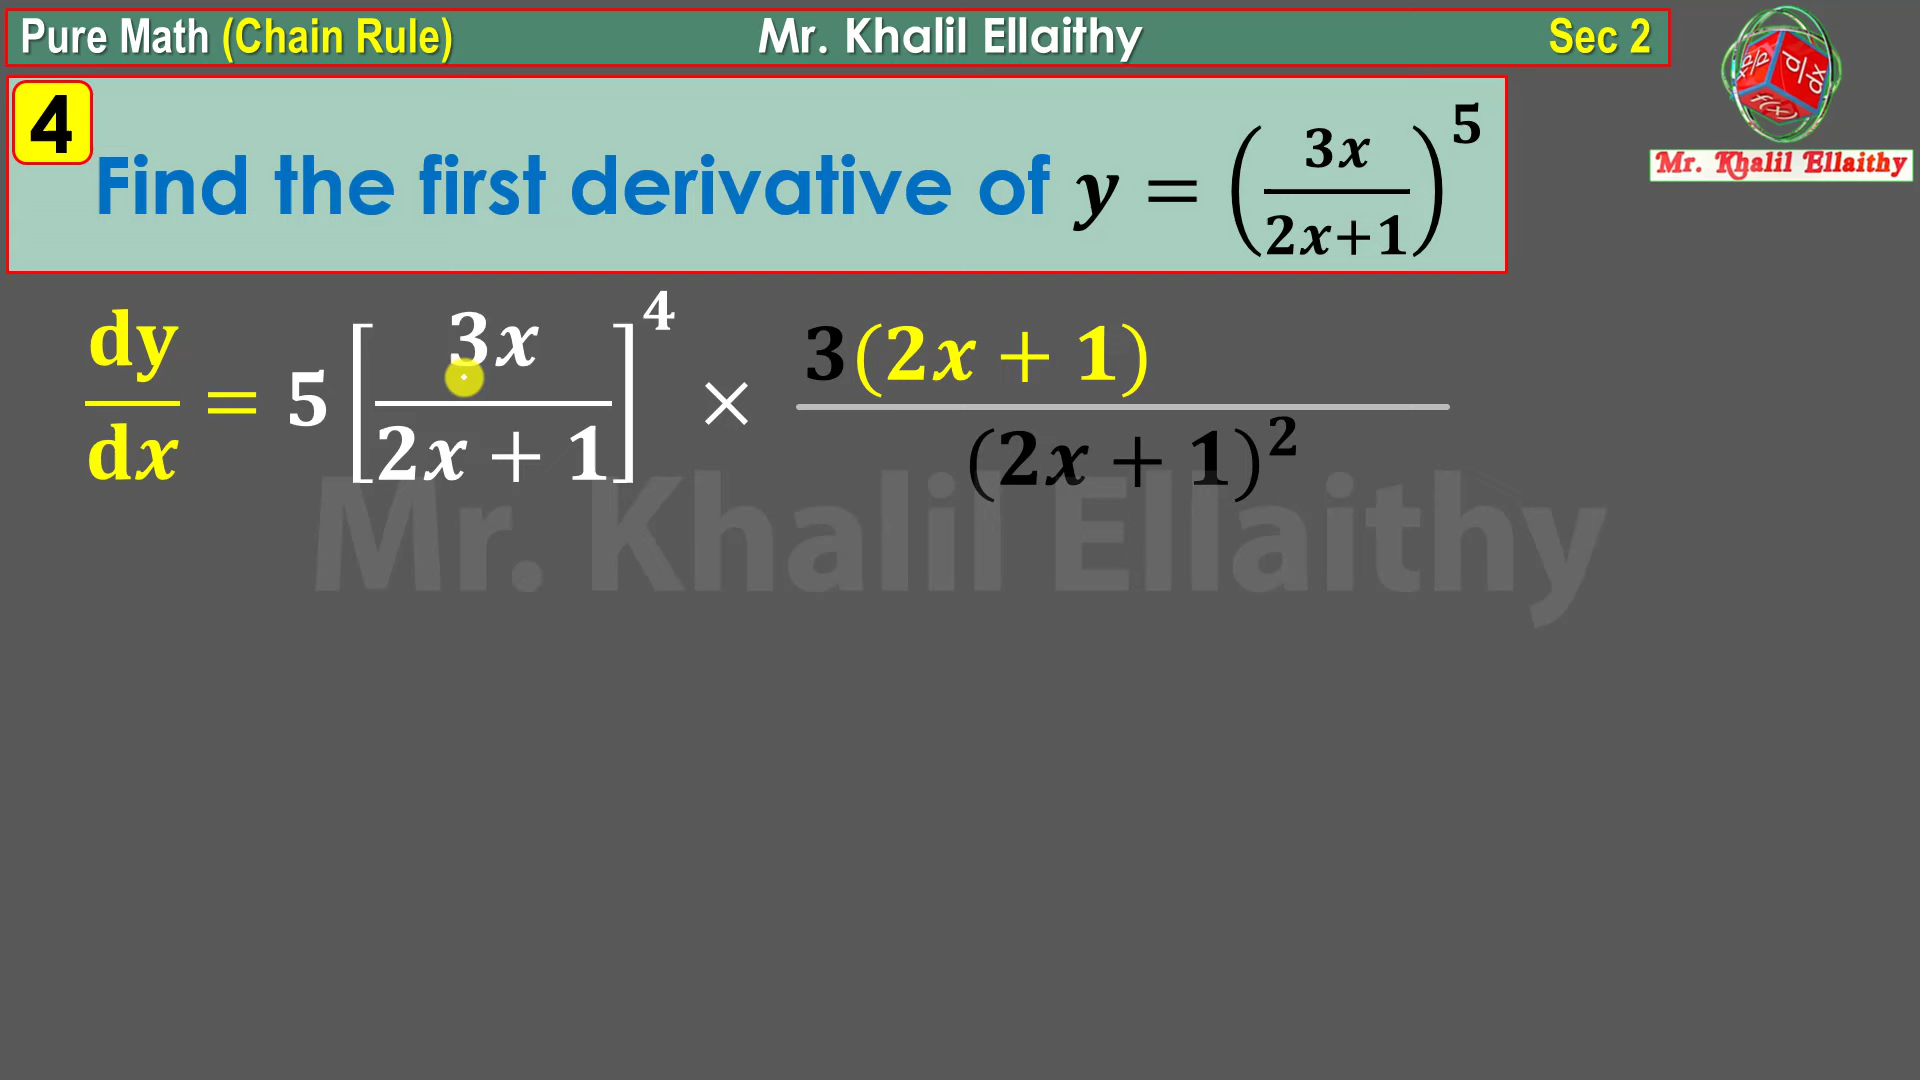 Pure Math (Chain Rule) Mr. Khalil Ellaithy Sec 2
4
Find the first derivative of y = (3x/(2x+1))^5
Mr. Khalil Ellaithy
dy/dx = 5[3x/(2x + 1)]^4 × 3(2x + 1)/(2x + 1)^2
Mr. Khalil Ellaithy